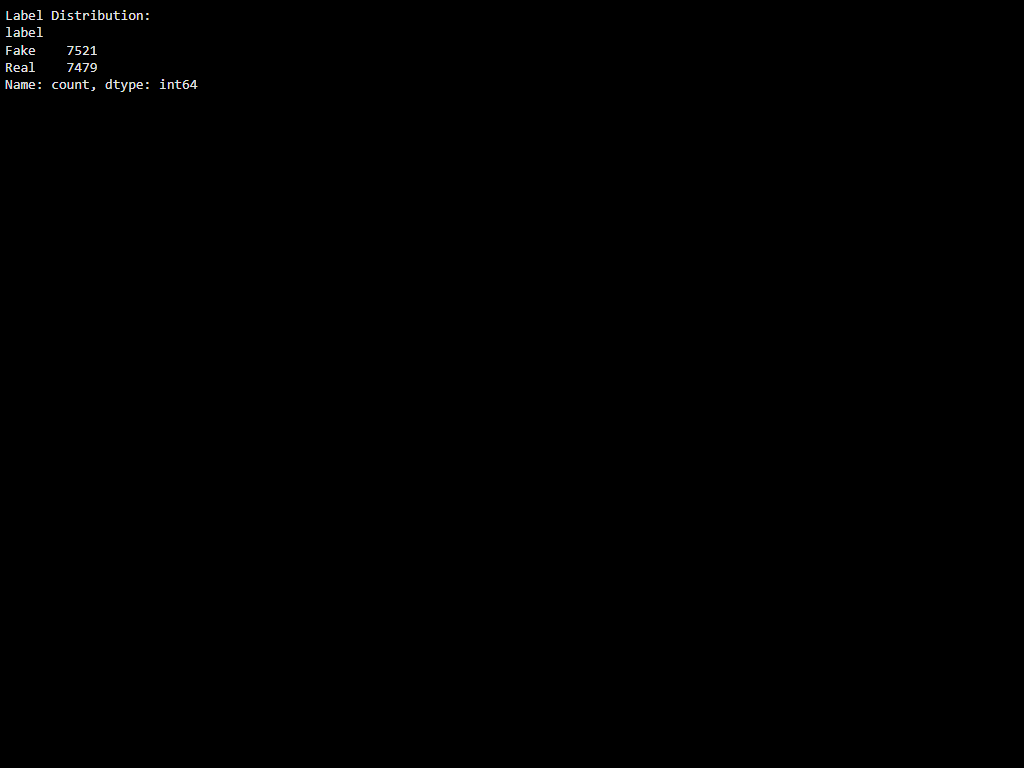 Label Distribution:
label
Fake    7521
Real    7479
Name: count, dtype: int64